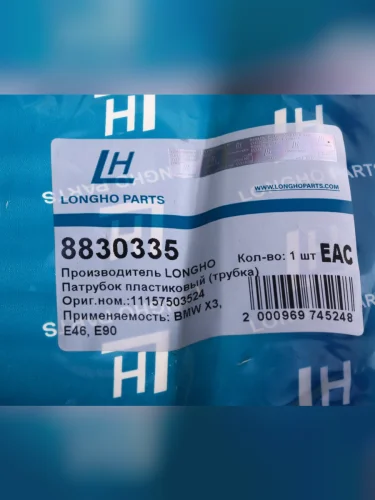 LH
LONGHO PARTS
WWW.LONGHOPARTS.COM
8830335
Кол-во: 1 шт EAC
Производитель LONGHO
Патрубок пластиковый (трубка)
Ориг.ном.:11157503524
Применяемость: BMW X3,
E46, E90
2 000969 745248